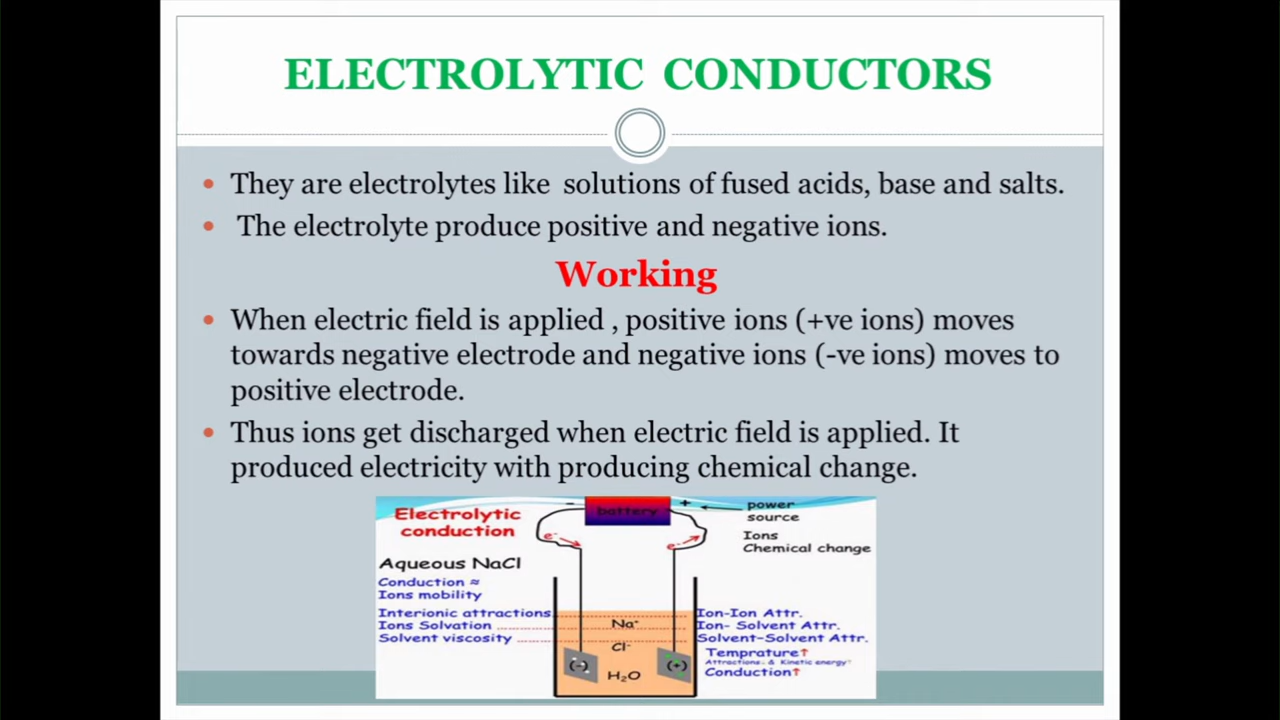 ELECTROLYTIC CONDUCTORS
They are electrolytes like solutions of fused acids, base and salts.
The electrolyte produce positive and negative ions.
Working
When electric field is applied , positive ions (+ve ions) moves
towards negative electrode and negative ions (-ve ions) moves to
positive electrode.
Thus ions get discharged when electric field is applied. It
produced electricity with producing chemical change.
Electrolytic
conduction
- battery +
power
source
e⁻ e⁻
Ions
Chemical change
Aqueous NaCl
Conduction ≈
Ions mobility
Interionic attractions
Ions Solvation
Solvent viscosity
Na⁺
Cl⁻
(-) H₂O (+)
Ion-Ion Attr.
Ion- Solvent Attr.
Solvent-Solvent Attr.
Temprature↑
Attractions↓ & Kinetic energy↑
Conduction↑